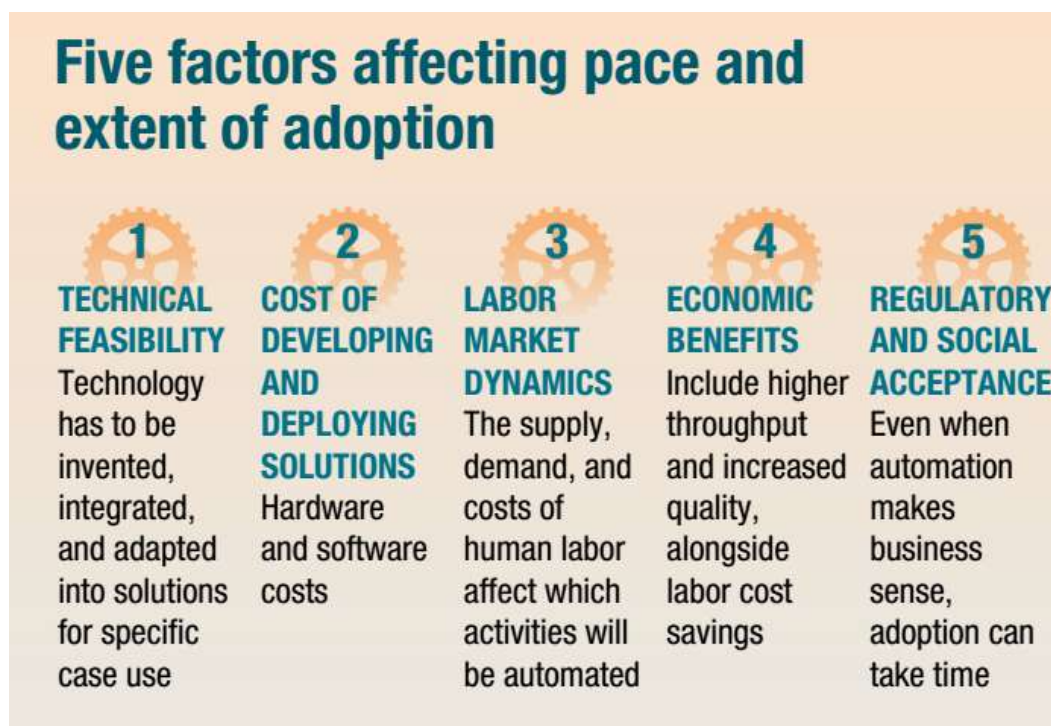 Five factors affecting pace and
extent of adoption
1
TECHNICAL
FEASIBILITY
Technology
has to be
invented,
integrated,
and adapted
into solutions
for specific
case use
2
COST OF
DEVELOPING
AND
DEPLOYING
SOLUTIONS
Hardware
and software
costs
3
LABOR
MARKET
DYNAMICS
The supply,
demand, and
costs of
human labor
affect which
activities will
be automated
4
ECONOMIC
BENEFITS
Include higher
throughput
and increased
quality,
alongside
labor cost
savings
5
REGULATORY
AND SOCIAL
ACCEPTANCE
Even when
automation
makes
business
sense,
adoption can
take time